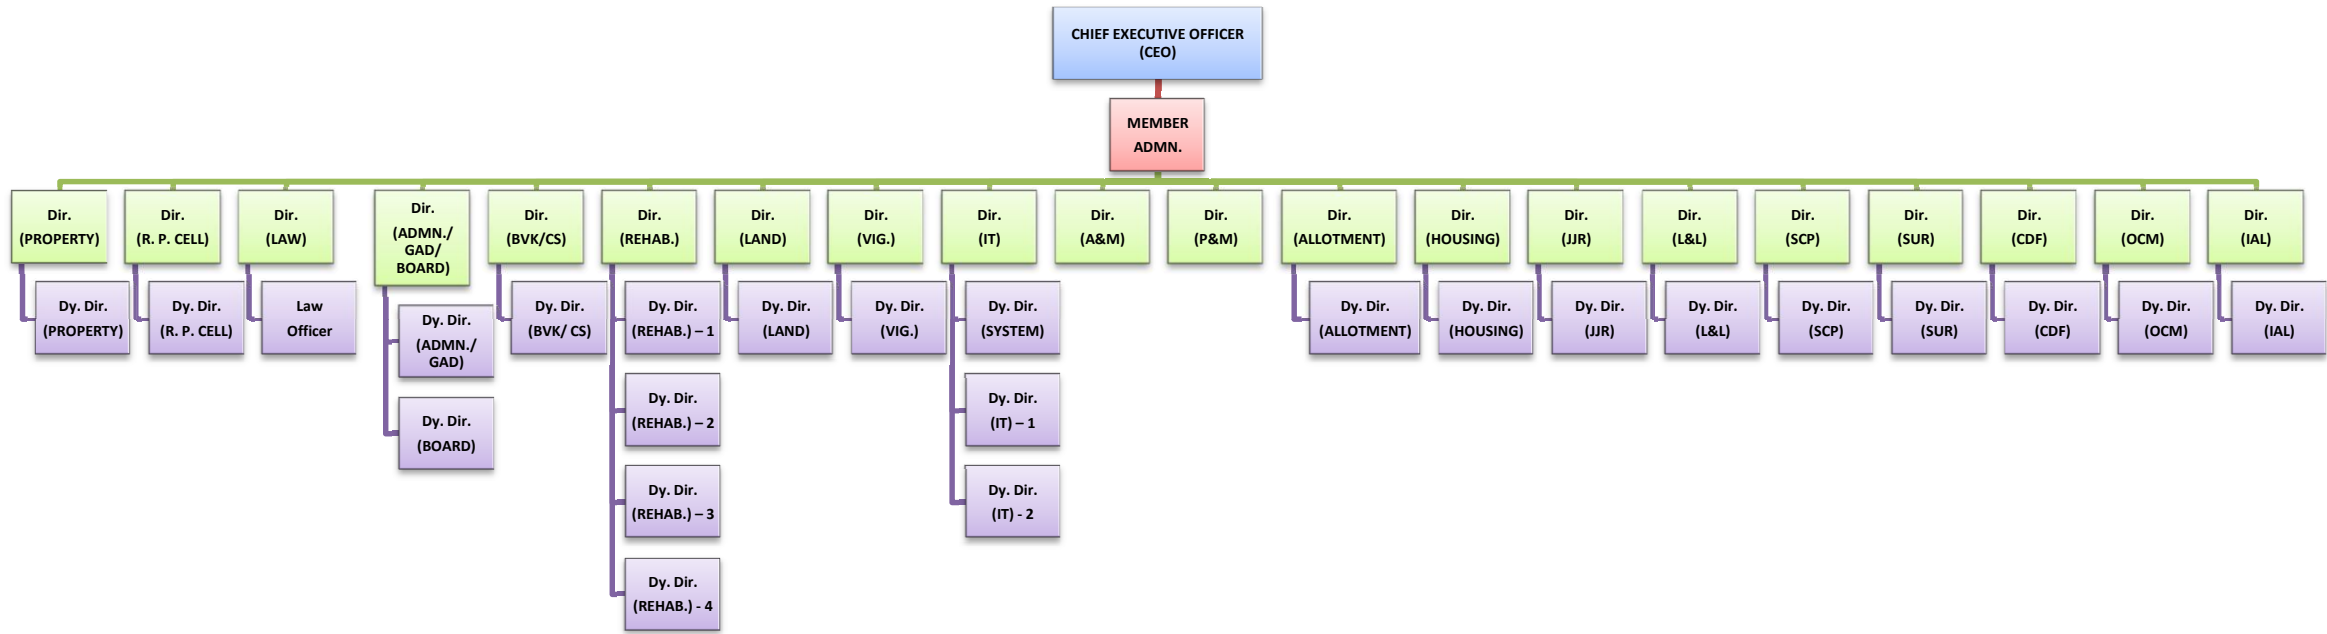 CHIEF EXECUTIVE OFFICER
(CEO)
MEMBER
ADMN.
Dir.
(PROPERTY)
Dir.
(R. P. CELL)
Dir.
(LAW)
Dir.
(ADMN./
GAD/
BOARD)
Dir.
(BVK/CS)
Dir.
(REHAB.)
Dir.
(LAND)
Dir.
(VIG.)
Dir.
(IT)
Dir.
(A&M)
Dir.
(P&M)
Dir.
(ALLOTMENT)
Dir.
(HOUSING)
Dir.
(JJR)
Dir.
(L&L)
Dir.
(SCP)
Dir.
(SUR)
Dir.
(CDF)
Dir.
(OCM)
Dir.
(IAL)
Dy. Dir.
(PROPERTY)
Dy. Dir.
(R. P. CELL)
Law
Officer
Dy. Dir.
(ADMN./
GAD)
Dy. Dir.
(BOARD)
Dy. Dir.
(BVK/ CS)
Dy. Dir.
(REHAB.) – 1
Dy. Dir.
(REHAB.) – 2
Dy. Dir.
(REHAB.) – 3
Dy. Dir.
(REHAB.) - 4
Dy. Dir.
(LAND)
Dy. Dir.
(VIG.)
Dy. Dir.
(SYSTEM)
Dy. Dir.
(IT) – 1
Dy. Dir.
(IT) - 2
Dy. Dir.
(ALLOTMENT)
Dy. Dir.
(HOUSING)
Dy. Dir.
(JJR)
Dy. Dir.
(L&L)
Dy. Dir.
(SCP)
Dy. Dir.
(SUR)
Dy. Dir.
(CDF)
Dy. Dir.
(OCM)
Dy. Dir.
(IAL)